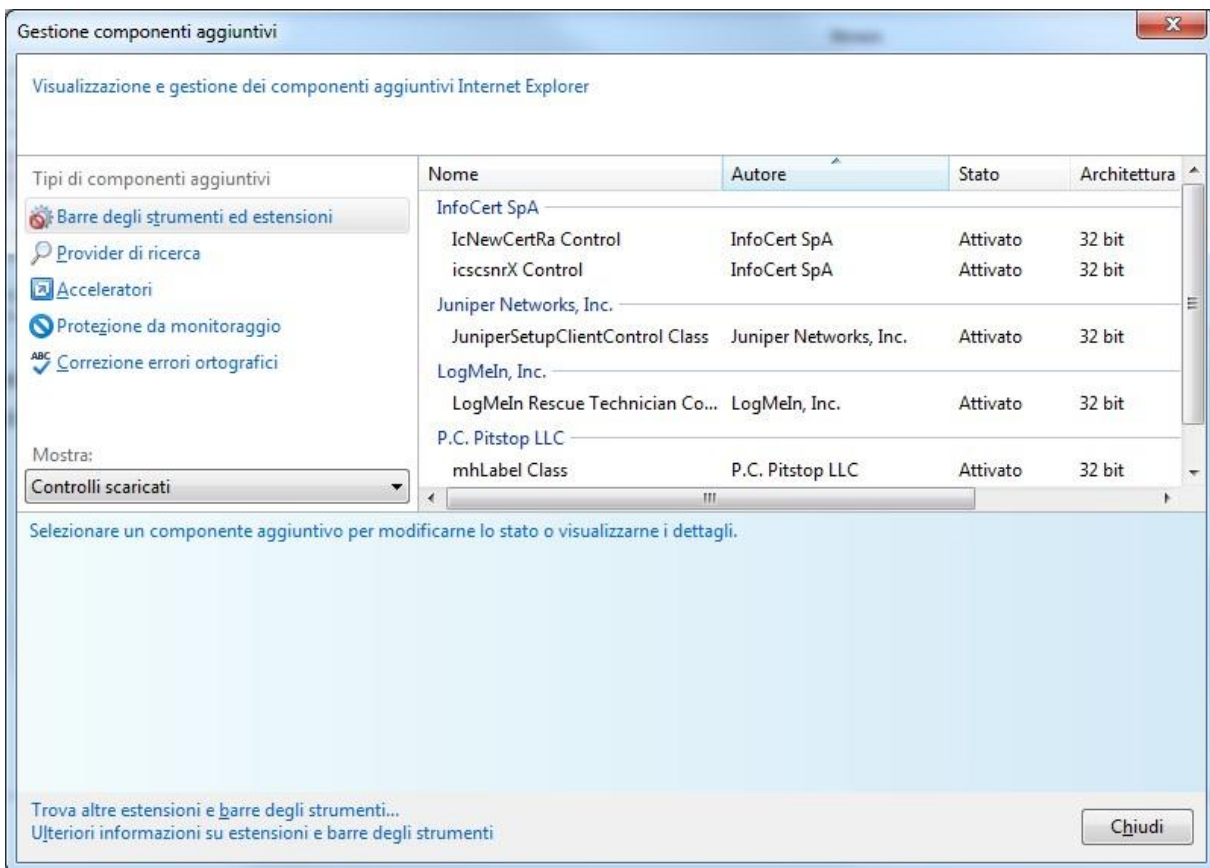 Gestione componenti aggiuntivi
Visualizzazione e gestione dei componenti aggiuntivi Internet Explorer
Tipi di componenti aggiuntivi
Barre degli strumenti ed estensioni
Provider di ricerca
Acceleratori
Protezione da monitoraggio
ABC Correzione errori ortografici
Mostra:
Controlli scaricati
Nome Autore Stato Architettura
InfoCert SpA
IcNewCertRa Control InfoCert SpA Attivato 32 bit
icscsnrX Control InfoCert SpA Attivato 32 bit
Juniper Networks, Inc.
JuniperSetupClientControl Class Juniper Networks, Inc. Attivato 32 bit
LogMeIn, Inc.
LogMeIn Rescue Technician Co... LogMeIn, Inc. Attivato 32 bit
P.C. Pitstop LLC
mhLabel Class P.C. Pitstop LLC Attivato 32 bit
Selezionare un componente aggiuntivo per modificarne lo stato o visualizzarne i dettagli.
Trova altre estensioni e barre degli strumenti...
Ulteriori informazioni su estensioni e barre degli strumenti
Chiudi